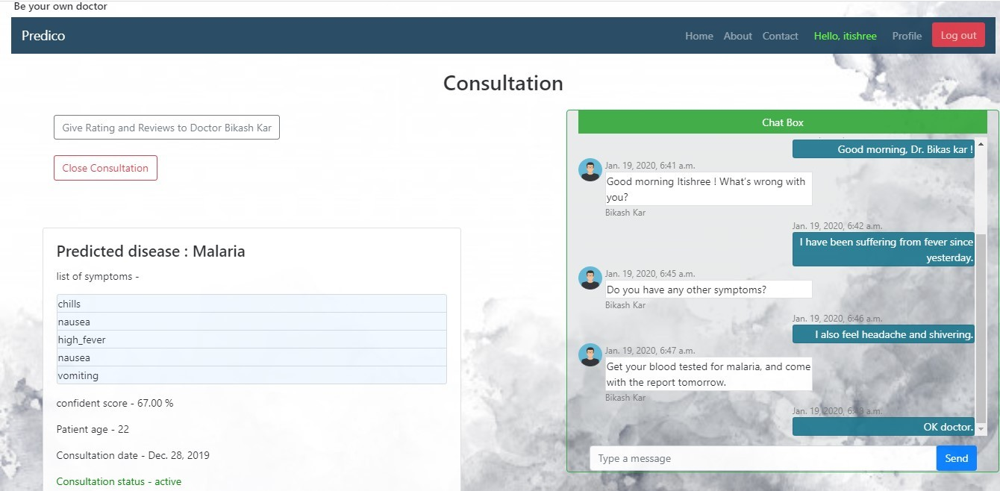 Be your own doctor
Predico
Home About Contact Hello, itishree Profile Log out
Consultation
Give Rating and Reviews to Doctor Bikash Kar
Close Consultation
Predicted disease : Malaria
list of symptoms -
chills
nausea
high_fever
nausea
vomiting
confident score - 67.00 %
Patient age - 22
Consultation date - Dec. 28, 2019
Consultation status - active
Chat Box
Good morning, Dr. Bikas kar !
Jan. 19, 2020, 6:41 a.m.
Good morning Itishree ! What's wrong with
you?
Bikash Kar
Jan. 19, 2020, 6:42 a.m.
I have been suffering from fever since
yesterday.
Jan. 19, 2020, 6:45 a.m.
Do you have any other symptoms?
Bikash Kar
Jan. 19, 2020, 6:46 a.m.
I also feel headache and shivering.
Jan. 19, 2020, 6:47 a.m.
Get your blood tested for malaria, and come
with the report tomorrow.
Bikash Kar
Jan. 19, 2020, a.m.
OK doctor.
Type a message
Send